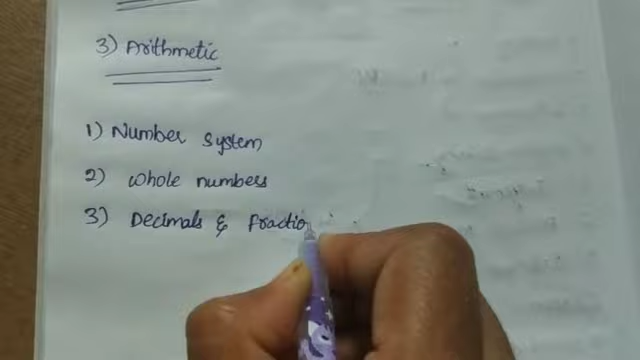 3) Arithmetic
1) Number system
2) whole numbers
3) Decimals & fractio